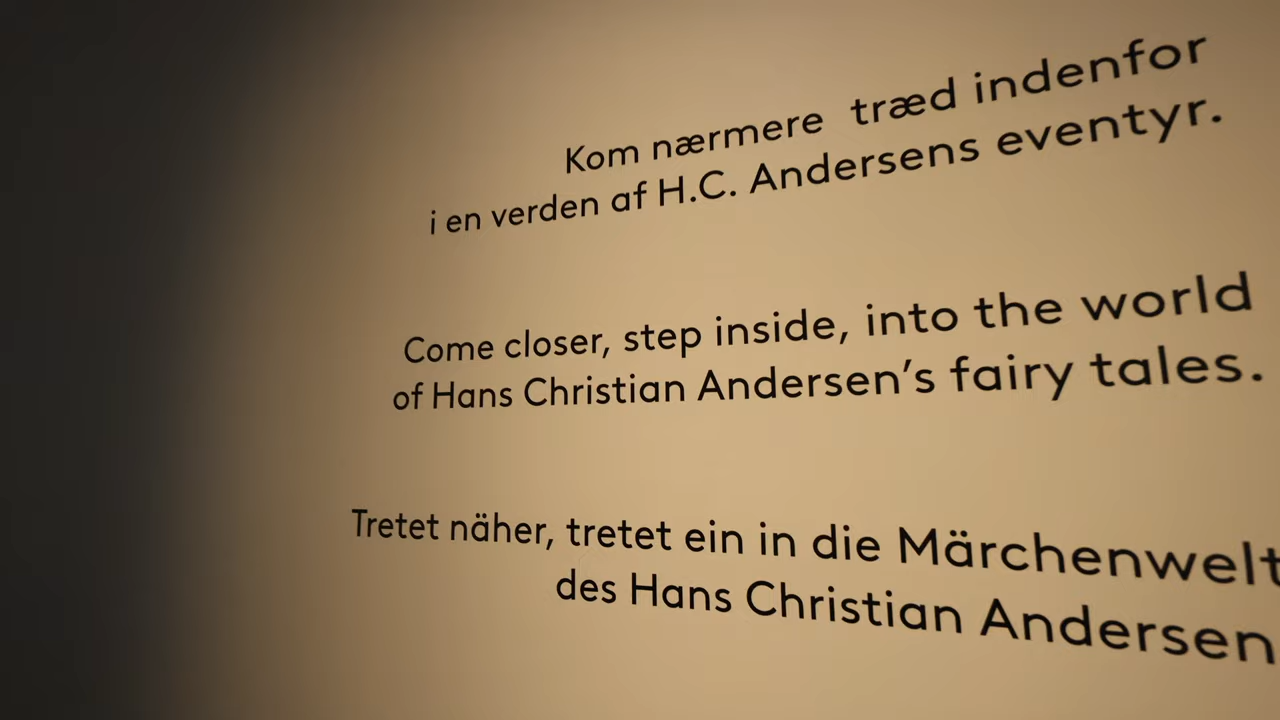 Kom nærmere træd indenfor
i en verden af H.C. Andersens eventyr.
Come closer, step inside, into the world
of Hans Christian Andersen’s fairy tales.
Tretet näher, tretet ein in die Märchenwelt
des Hans Christian Andersen